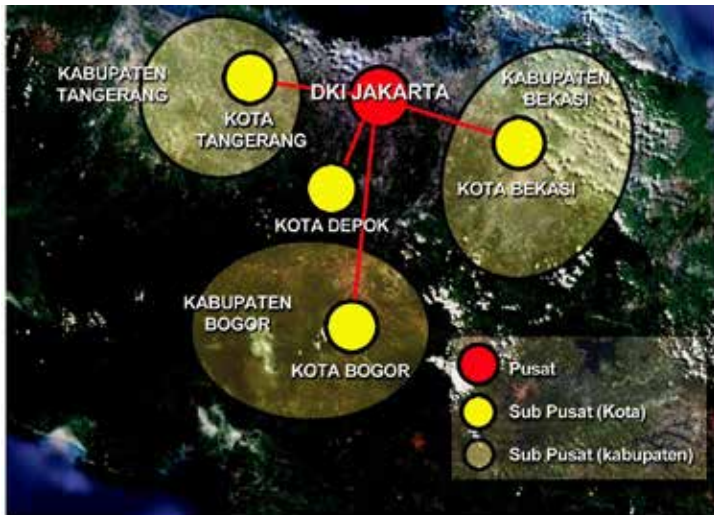 KABUPATEN
TANGERANG
KOTA
TANGERANG
DKI JAKARTA
KABUPATEN
BEKASI
KOTA BEKASI
KOTA DEPOK
KABUPATEN
BOGOR
KOTA BOGOR
Pusat
Sub Pusat (Kota)
Sub Pusat (kabupaten)